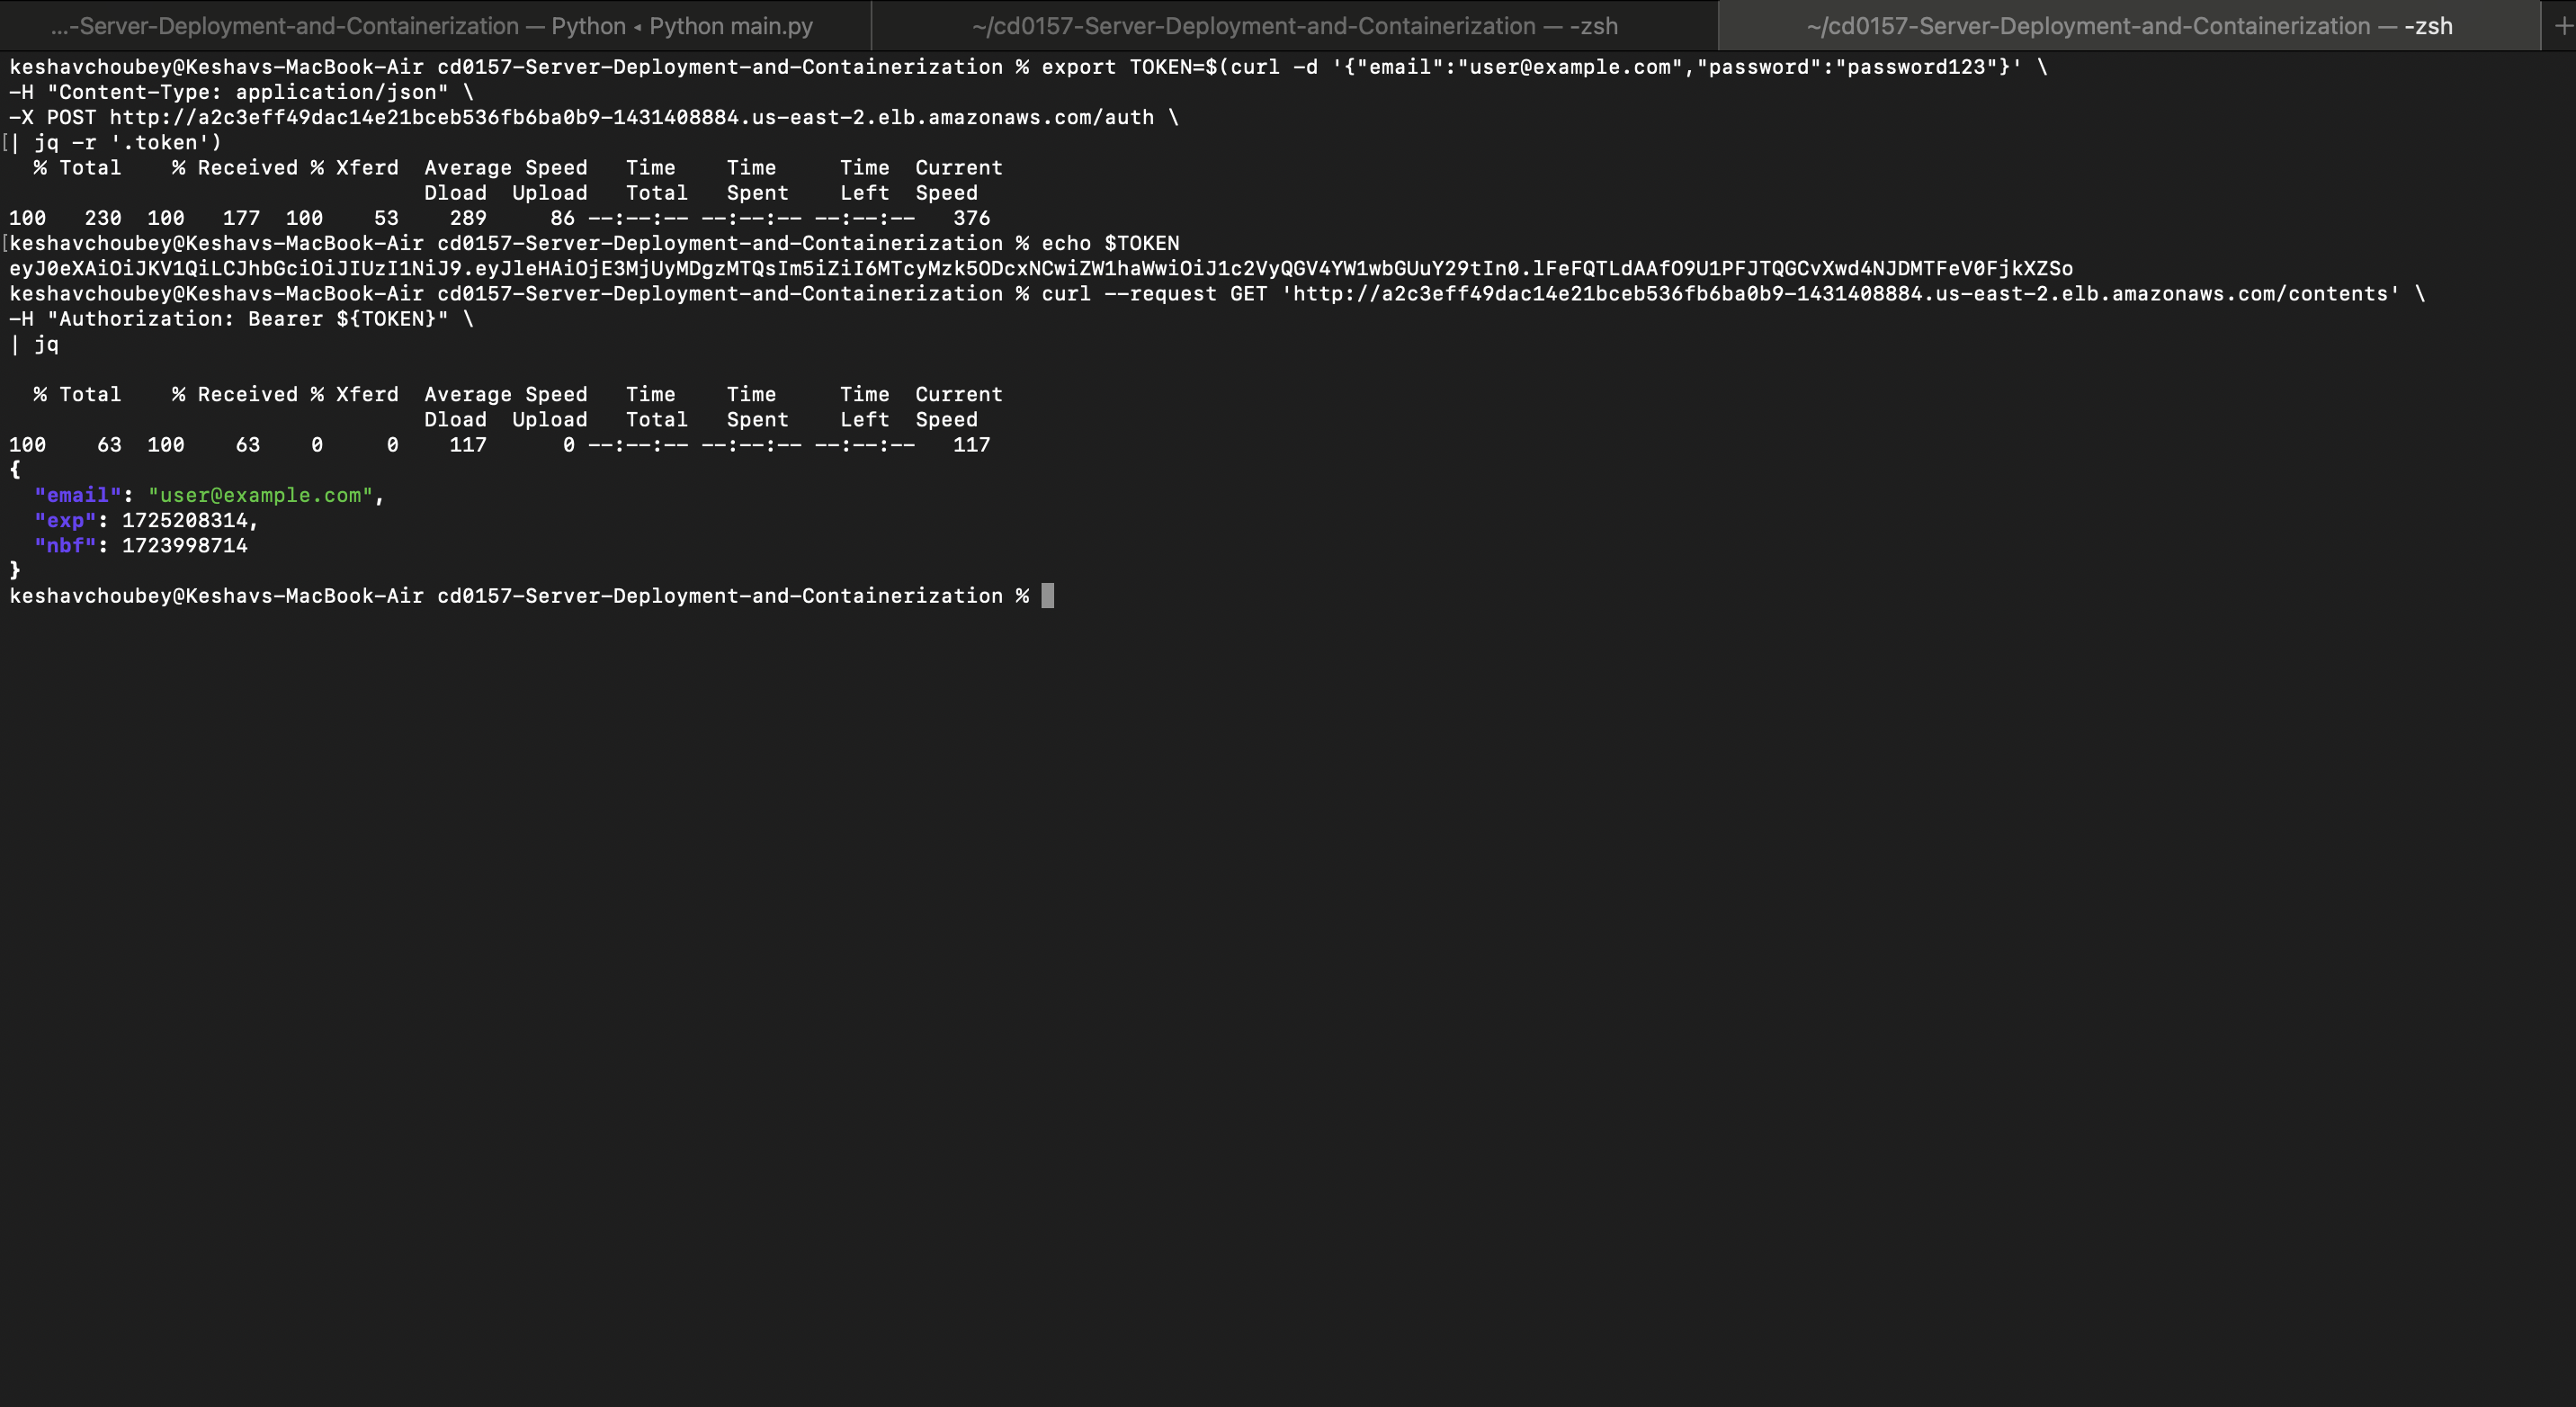 ...-Server-Deployment-and-Containerization — Python ◂ Python main.py
~/cd0157-Server-Deployment-and-Containerization — -zsh
~/cd0157-Server-Deployment-and-Containerization — -zsh
+
keshavchoubey@Keshavs-MacBook-Air cd0157-Server-Deployment-and-Containerization % export TOKEN=$(curl -d '{"email":"user@example.com","password":"password123"}' \
-H "Content-Type: application/json" \
-X POST http://a2c3eff49dac14e21bceb536fb6ba0b9-1431408884.us-east-2.elb.amazonaws.com/auth \
[| jq -r '.token')
% Total % Received % Xferd Average Speed Time Time Time Current
Dload Upload Total Spent Left Speed
100 230 100 177 100 53 289 86 --:--:-- --:--:-- --:--:-- 376
[keshavchoubey@Keshavs-MacBook-Air cd0157-Server-Deployment-and-Containerization % echo $TOKEN
eyJ0eXAiOiJKV1QiLCJhbGciOiJIUzI1NiJ9.eyJleHAiOjE3MjUyMDgzMTQsIm5iZiI6MTcyMzk5ODcxNCwiZW1haWwiOiJ1c2VyQGV4YW1wbGUuY29tIn0.lFeFQTLdAAfO9U1PFJTQGCvXwd4NJDMTFeV0FjkXZSo
keshavchoubey@Keshavs-MacBook-Air cd0157-Server-Deployment-and-Containerization % curl --request GET 'http://a2c3eff49dac14e21bceb536fb6ba0b9-1431408884.us-east-2.elb.amazonaws.com/contents' \
-H "Authorization: Bearer ${TOKEN}" \
| jq
% Total % Received % Xferd Average Speed Time Time Time Current
Dload Upload Total Spent Left Speed
100 63 100 63 0 0 117 0 --:--:-- --:--:-- --:--:-- 117
{
"email": "user@example.com",
"exp": 1725208314,
"nbf": 1723998714
}
keshavchoubey@Keshavs-MacBook-Air cd0157-Server-Deployment-and-Containerization %